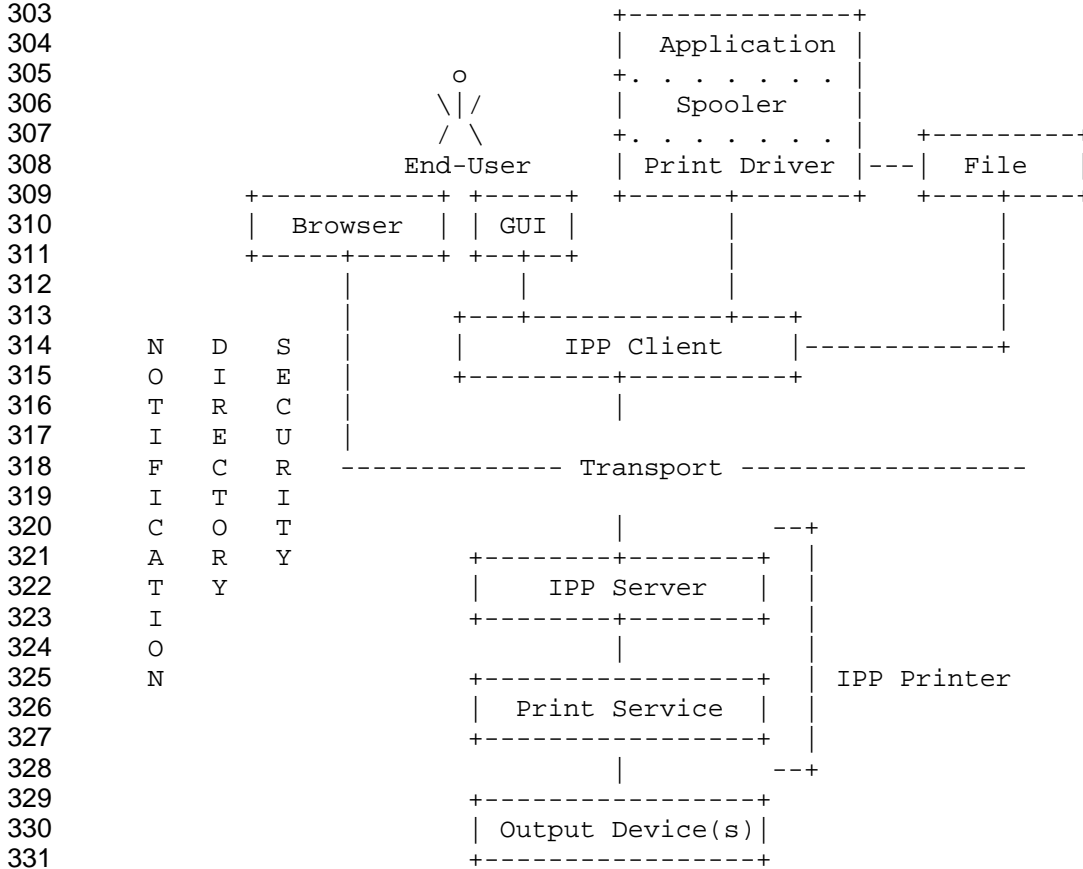 303                                        +--------------+
304                                        |  Application |
305                              o         +. . . . . . . |
306                             \|/        |   Spooler    |
307                             / \        +. . . . . . . |   +---------+
308                           End-User     | Print Driver |---|  File   |
309                 +-----------+ +-----+  +------+-------+   +----+----+
310                 |  Browser  | | GUI |         |                |
311                 +-----+-----+ +--+--+         |                |
312                       |          |            |                |
313                       |      +---+------------+---+            |
314           N   D   S   |      |      IPP Client    |------------+
315           O   I   E   |      +---------+----------+
316           T   R   C   |                |
317           I   E   U   |
318           F   C   R   -------------- Transport ------------------
319           I   T   I
320           C   O   T                    |         --+
321           A   R   Y           +--------+--------+  |
322           T   Y               |    IPP Server   |  |
323           I                   +--------+--------+  |
324           O                            |           |
325           N                   +-----------------+  | IPP Printer
326                               |  Print Service  |  |
327                               +-----------------+  |
328                                        |         --+
329                               +-----------------+
330                               | Output Device(s)|
331                               +-----------------+